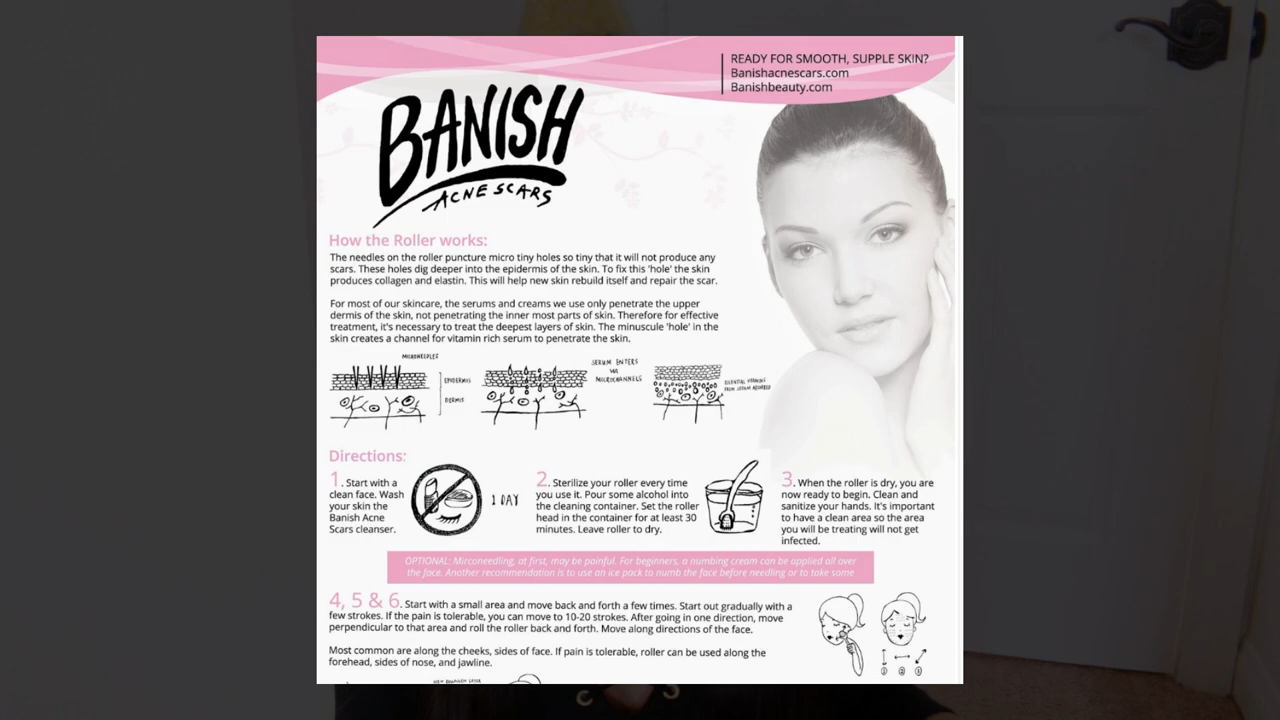 READY FOR SMOOTH, SUPPLE SKIN?
Banishacnescars.com
Banishbeauty.com
BANISH
ACNE SCARS
How the Roller works:
The needles on the roller puncture micro tiny holes so tiny that it will not produce any
scars. These holes dig deeper into the epidermis of the skin. To fix this 'hole' the skin
produces collagen and elastin. This will help new skin rebuild itself and repair the scar.
For most of our skincare, the serums and creams we use only penetrate the upper
dermis of the skin, not penetrating the inner most parts of skin. Therefore for effective
treatment, it's necessary to treat the deepest layers of skin. The minuscule 'hole' in the
skin creates a channel for vitamin rich serum to penetrate the skin.
MICRONEEDLES
EPIDERMIS
DERMIS
SERUM ENTERS
VIA
MICROCHANNELS
ESSENTIAL VITAMINS
FROM SERUM ABSORBED
Directions:
1. Start with a
clean face. Wash
your skin the
Banish Acne
Scars cleanser.
1 DAY
2. Sterilize your roller every time
you use it. Pour some alcohol into
the cleaning container. Set the roller
head in the container for at least 30
minutes. Leave roller to dry.
3. When the roller is dry, you are
now ready to begin. Clean and
sanitize your hands. It's important
to have a clean area so the area
you will be treating will not get
infected.
OPTIONAL: Mirconeedling, at first, may be painful. For beginners, a numbing cream can be applied all over
the face. Another recommendation is to use an ice pack to numb the face before needling or to take some
4, 5 & 6. Start with a small area and move back and forth a few times. Start out gradually with a
few strokes. If the pain is tolerable, you can move to 10-20 strokes. After going in one direction, move
perpendicular to that area and roll the roller back and forth. Move along directions of the face.
Most common are along the cheeks, sides of face. If pain is tolerable, roller can be used along the
forehead, sides of nose, and jawline.
1 2 3